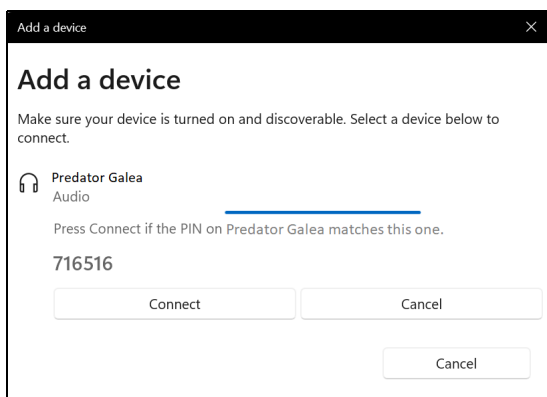 Add a device
Add a device
Make sure your device is turned on and discoverable. Select a device below to
connect.
Predator Galea
Audio
Press Connect if the PIN on Predator Galea matches this one.
716516
Connect Cancel
Cancel